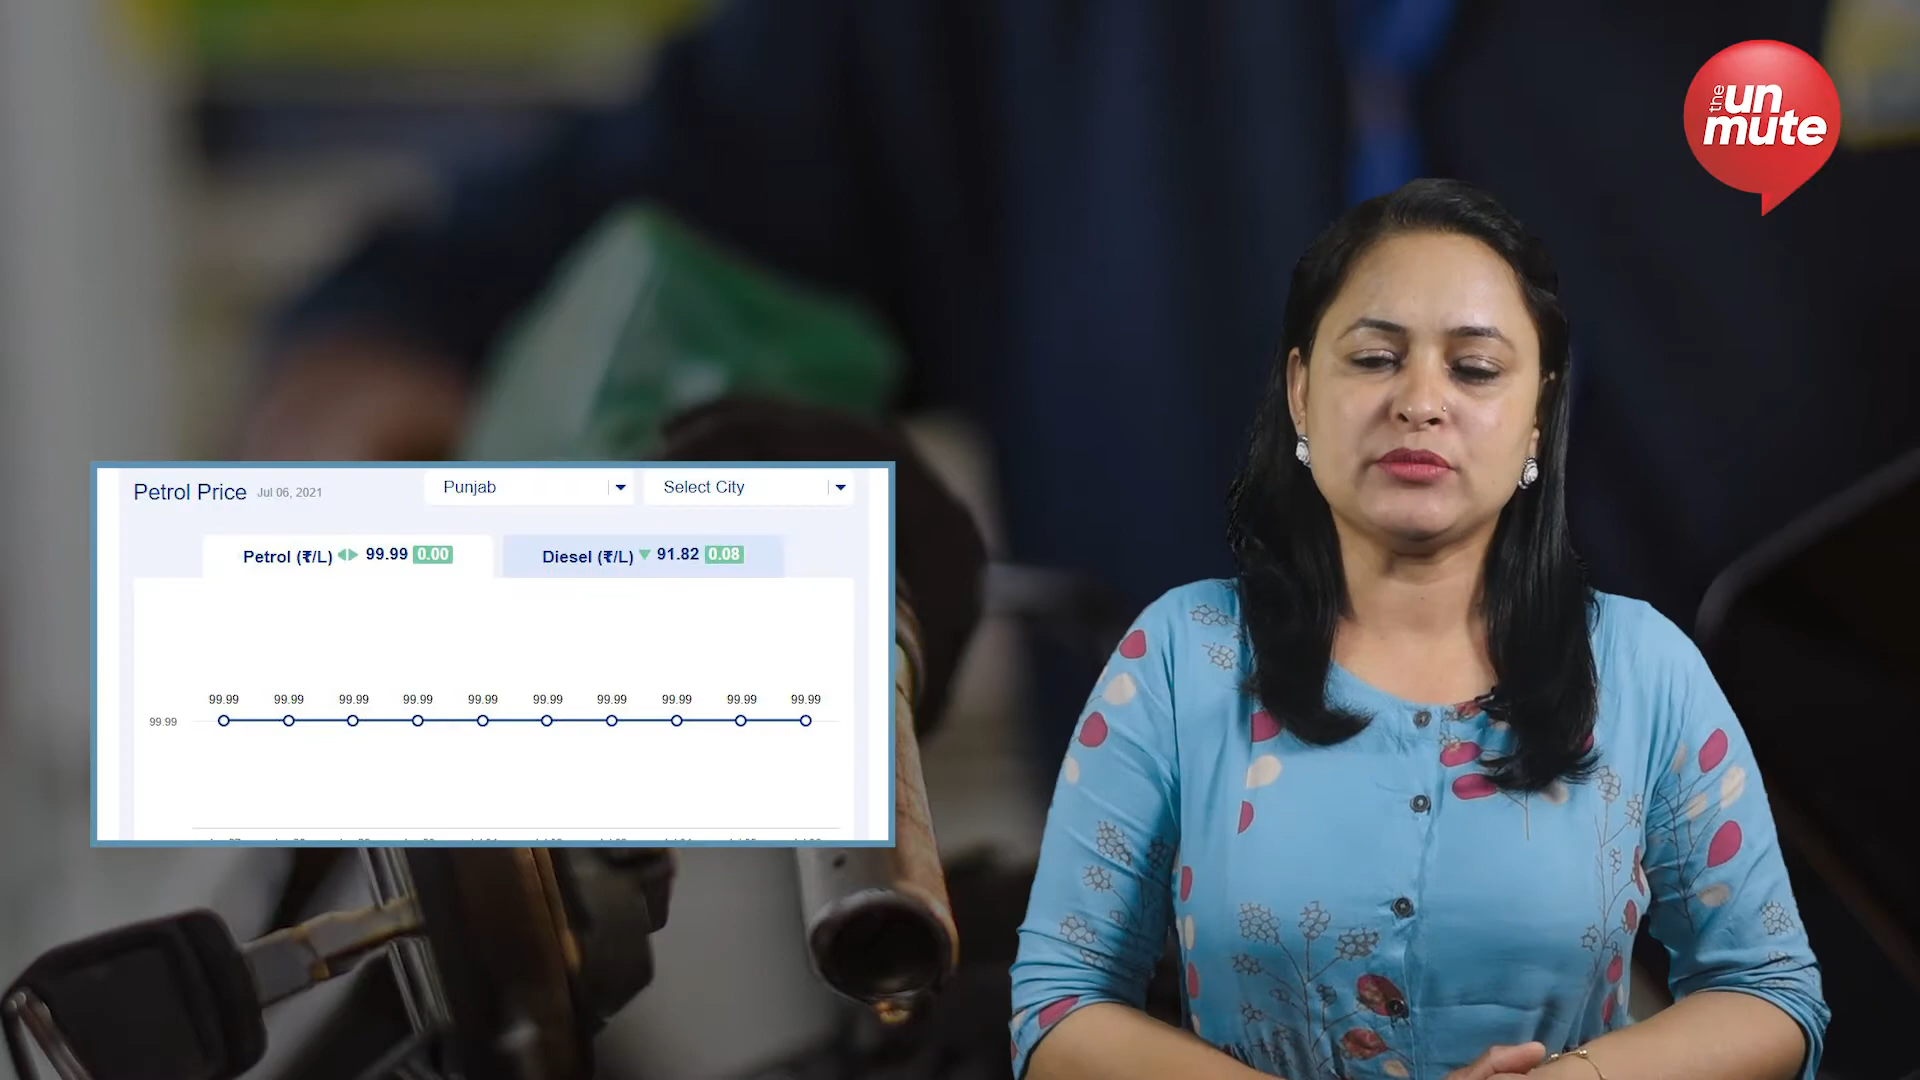 the un
mute
Petrol Price Jul 06, 2021 Punjab Select City
Petrol (₹/L) 99.99 0.00 Diesel (₹/L) 91.82 0.08
99.99 99.99 99.99 99.99 99.99 99.99 99.99 99.99 99.99 99.99
99.99